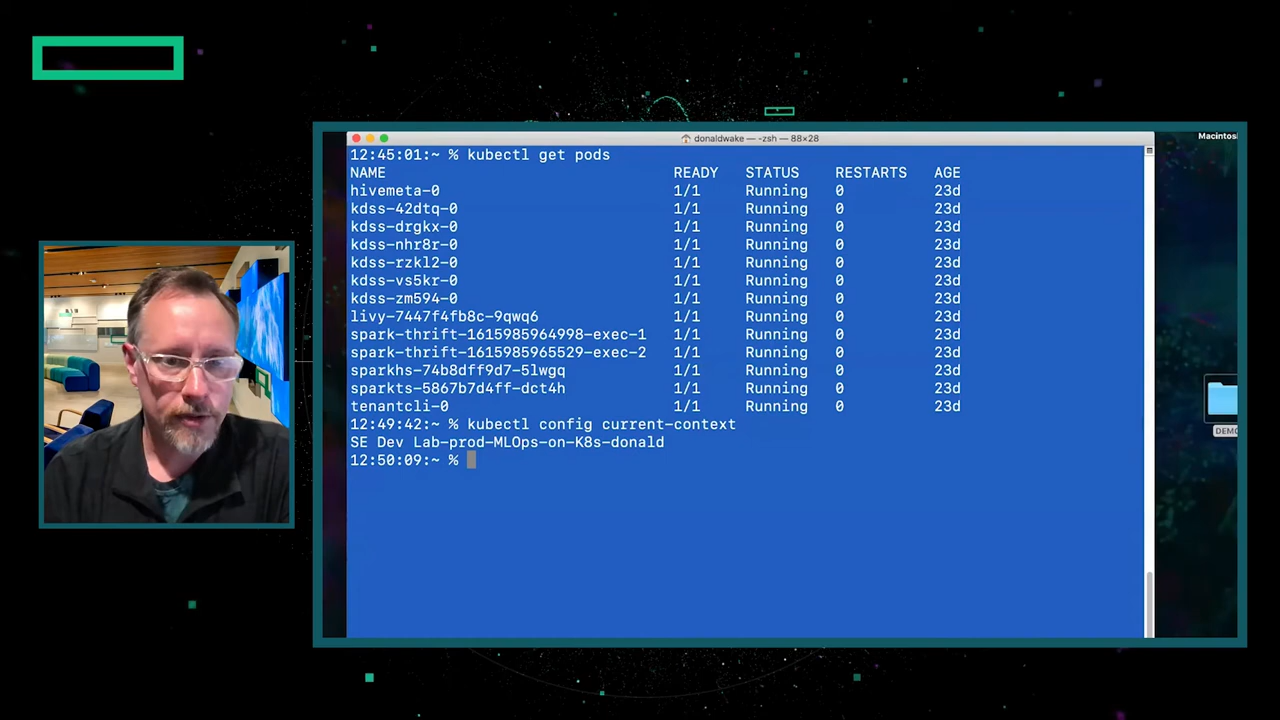 donaldwake — -zsh — 88×28
Macintosh
12:45:01:~ % kubectl get pods
NAME READY STATUS RESTARTS AGE
hivemeta-0 1/1 Running 0 23d
kdss-42dtq-0 1/1 Running 0 23d
kdss-drgkx-0 1/1 Running 0 23d
kdss-nhr8r-0 1/1 Running 0 23d
kdss-rzkl2-0 1/1 Running 0 23d
kdss-vs5kr-0 1/1 Running 0 23d
kdss-zm594-0 1/1 Running 0 23d
livy-7447f4fb8c-9qwq6 1/1 Running 0 23d
spark-thrift-1615985964998-exec-1 1/1 Running 0 23d
spark-thrift-1615985965529-exec-2 1/1 Running 0 23d
sparkhs-74b8dff9d7-5lwgq 1/1 Running 0 23d
sparkts-5867b7d4ff-dct4h 1/1 Running 0 23d
tenantcli-0 1/1 Running 0 23d
12:49:42:~ % kubectl config current-context
SE Dev Lab-prod-MLOps-on-K8s-donald
12:50:09:~ %
DEMO